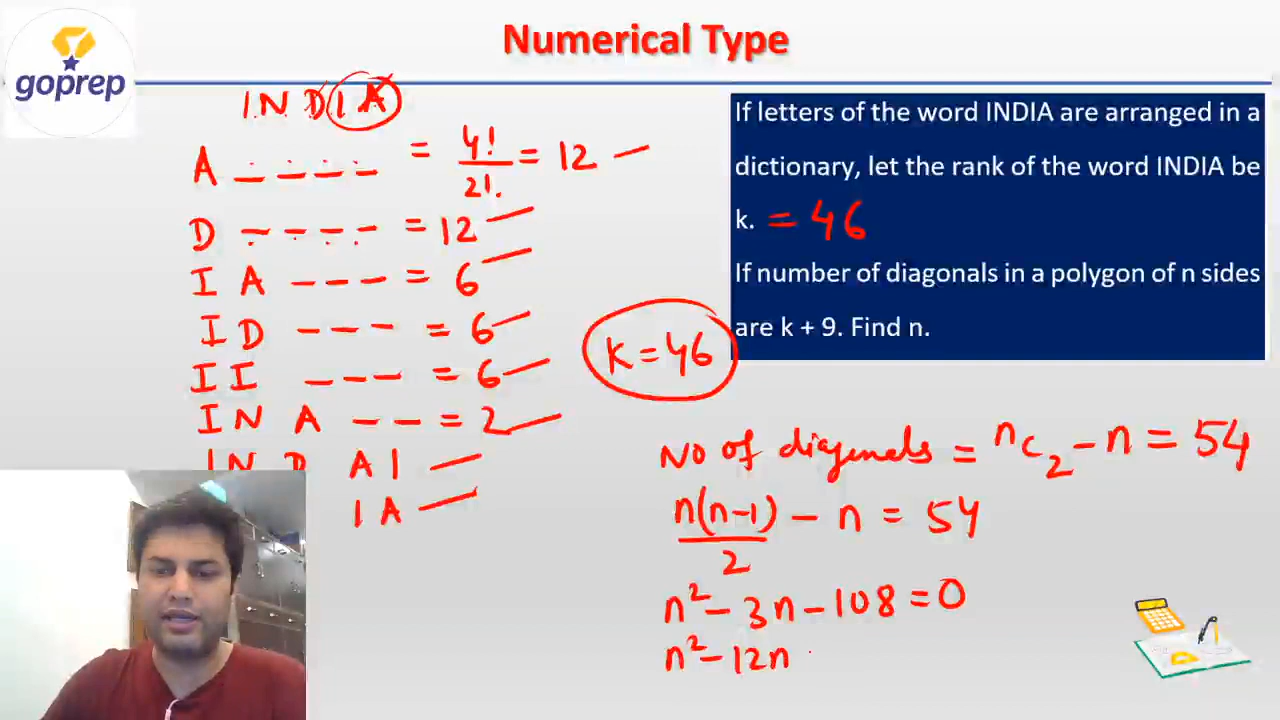 Numerical Type
goprep
I N D I A
A _ _ _ _ = 4!/2! = 12
D _ _ _ _ = 12
I A _ _ _ = 6
I D _ _ _ = 6
I I _ _ _ = 6
I N A _ _ = 2
I N D A I
I A
K = 46
If letters of the word INDIA are arranged in a
dictionary, let the rank of the word INDIA be
k. = 46
If number of diagonals in a polygon of n sides
are k + 9. Find n.
No of diagonals = ⁿC₂ - n = 54
n(n-1)/2 - n = 54
n² - 3n - 108 = 0
n² - 12n